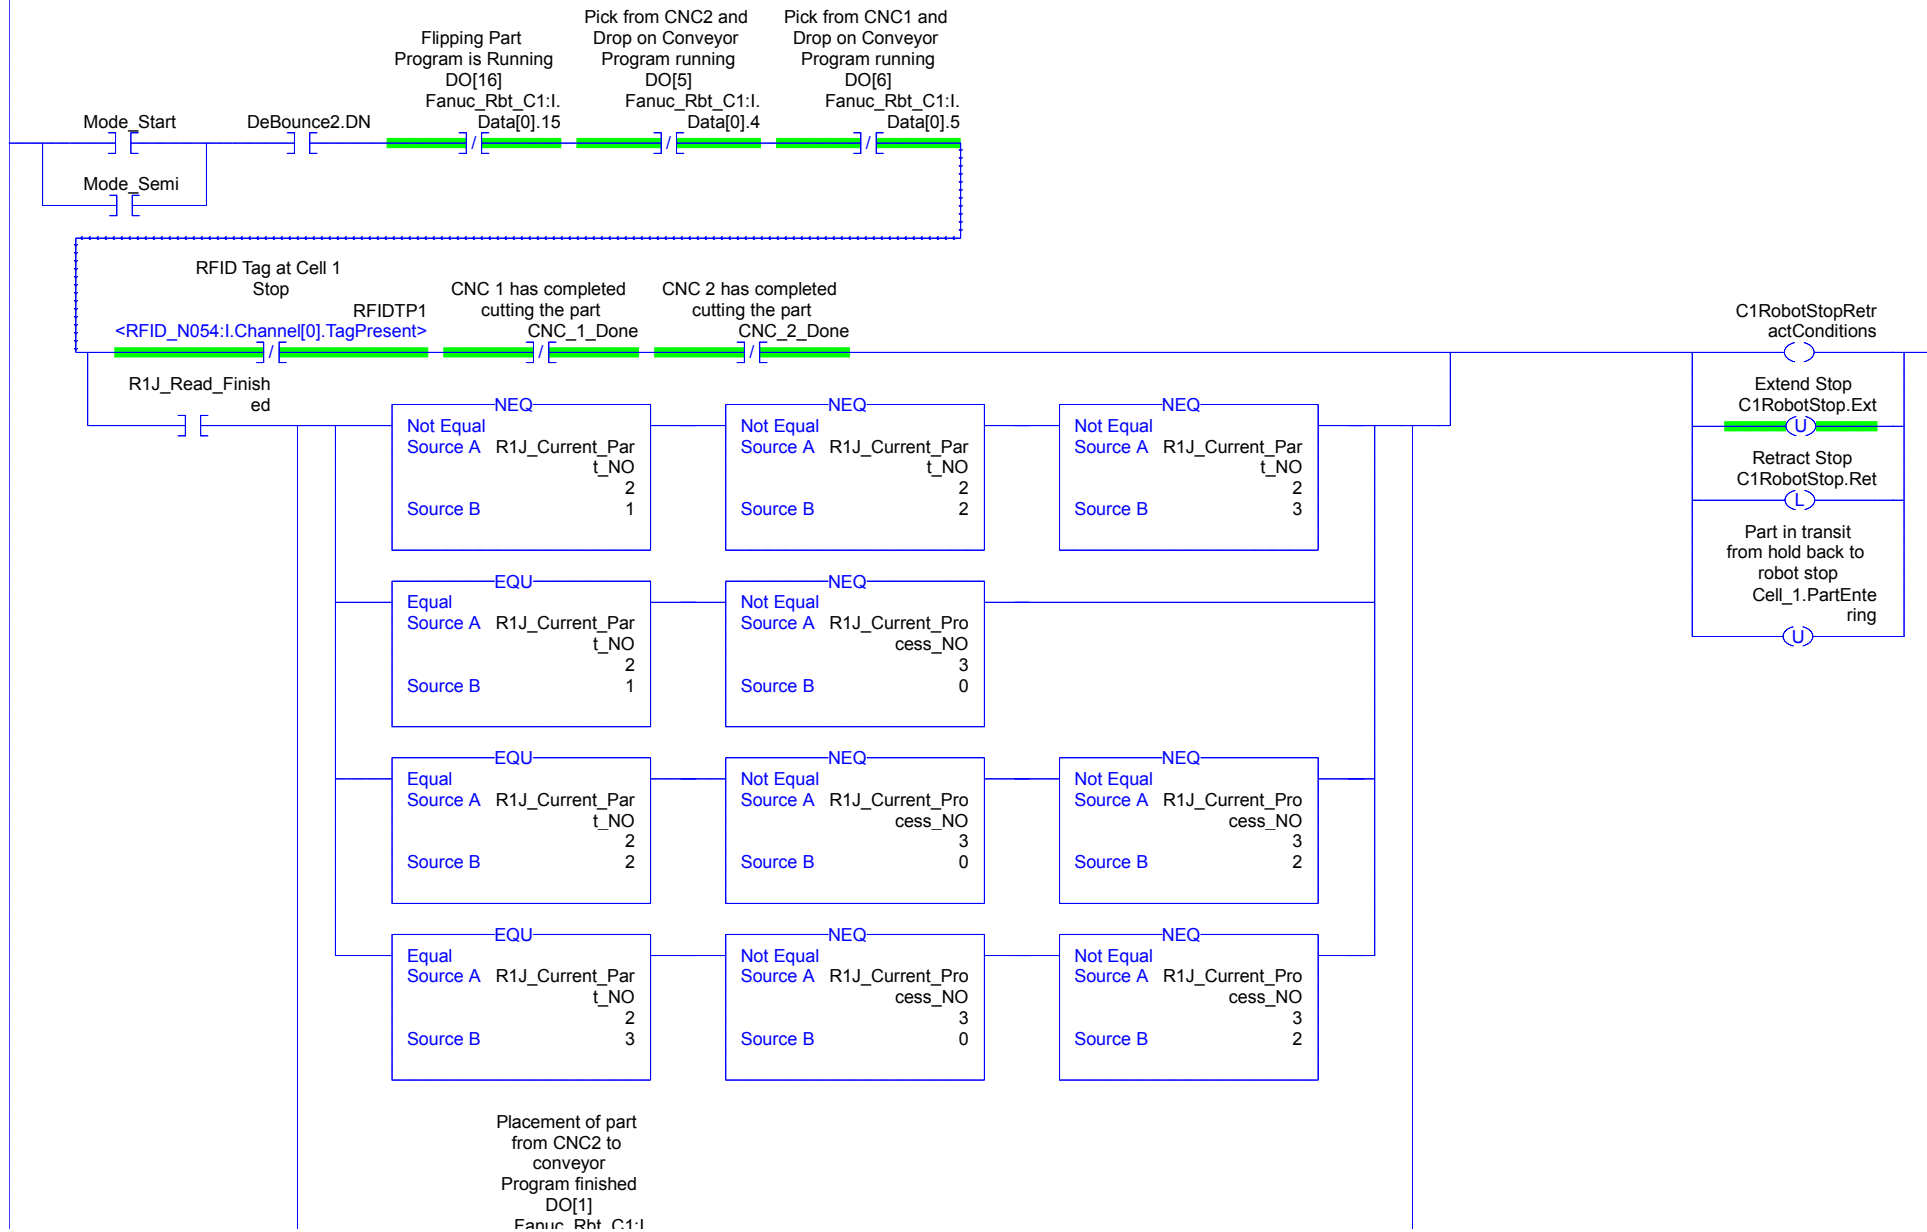 Flipping Part
Program is Running
DO[16]
Fanuc_Rbt_C1:I.
Data[0].15
Pick from CNC2 and
Drop on Conveyor
Program running
DO[5]
Fanuc_Rbt_C1:I.
Data[0].4
Pick from CNC1 and
Drop on Conveyor
Program running
DO[6]
Fanuc_Rbt_C1:I.
Data[0].5
Mode_Start
DeBounce2.DN
Mode_Semi
RFID Tag at Cell 1
Stop
RFIDTP1
<RFID_N054:I.Channel[0].TagPresent>
CNC 1 has completed
cutting the part
CNC_1_Done
CNC 2 has completed
cutting the part
CNC_2_Done
C1RobotStopRetr
actConditions
Extend Stop
C1RobotStop.Ext
U
Retract Stop
C1RobotStop.Ret
L
Part in transit
from hold back to
robot stop
Cell_1.PartEnte
ring
U
R1J_Read_Finish
ed
NEQ
Not Equal
Source A R1J_Current_Par
t_NO
2
Source B 1
NEQ
Not Equal
Source A R1J_Current_Par
t_NO
2
Source B 2
NEQ
Not Equal
Source A R1J_Current_Par
t_NO
2
Source B 3
EQU
Equal
Source A R1J_Current_Par
t_NO
2
Source B 1
NEQ
Not Equal
Source A R1J_Current_Pro
cess_NO
3
Source B 0
EQU
Equal
Source A R1J_Current_Par
t_NO
2
Source B 2
NEQ
Not Equal
Source A R1J_Current_Pro
cess_NO
3
Source B 0
NEQ
Not Equal
Source A R1J_Current_Pro
cess_NO
3
Source B 2
EQU
Equal
Source A R1J_Current_Par
t_NO
2
Source B 3
NEQ
Not Equal
Source A R1J_Current_Pro
cess_NO
3
Source B 0
NEQ
Not Equal
Source A R1J_Current_Pro
cess_NO
3
Source B 2
Placement of part
from CNC2 to
conveyor
Program finished
DO[1]
Fanuc_Rbt_C1:I